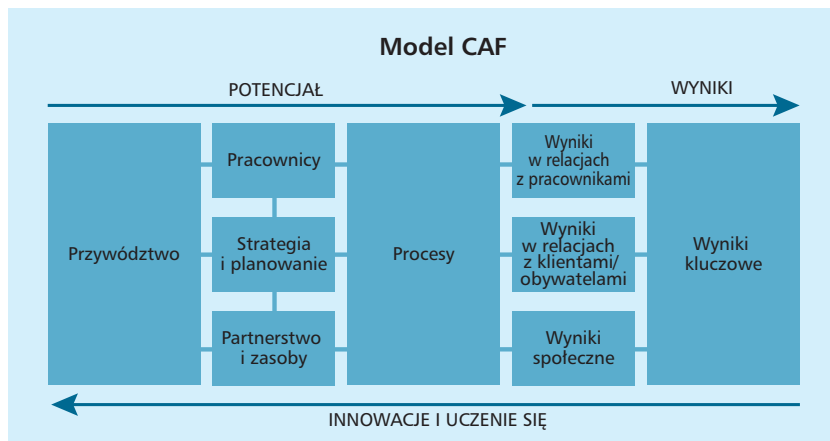 Model CAF
POTENCJAŁ
WYNIKI
Przywództwo
Pracownicy
Strategia
i planowanie
Partnerstwo
i zasoby
Procesy
Wyniki
w relacjach
z pracownikami
Wyniki
w relacjach
z klientami/
obywatelami
Wyniki
społeczne
Wyniki
kluczowe
INNOWACJE I UCZENIE SIĘ